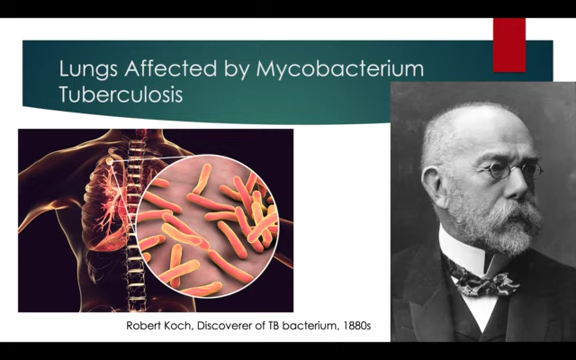 Lungs Affected by Mycobacterium
Tuberculosis
Robert Koch, Discoverer of TB bacterium, 1880s